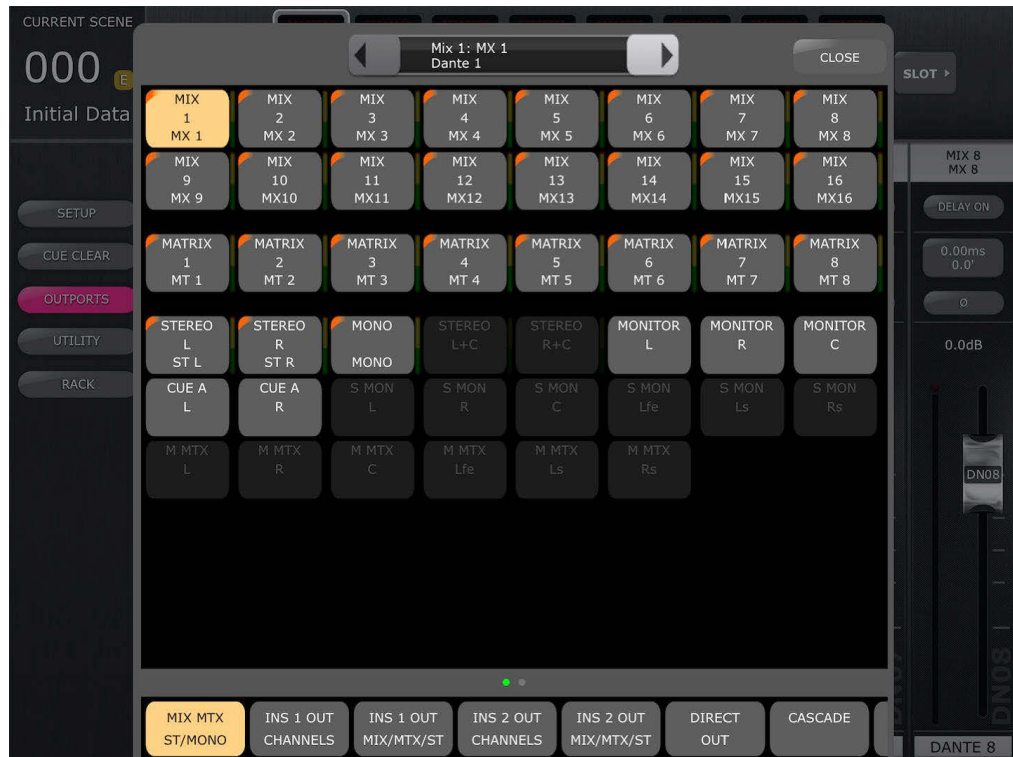 CURRENT SCENE
000
E
Initial Data
SETUP
CUE CLEAR
OUTPORTS
UTILITY
RACK
Mix 1: MX 1
Dante 1
CLOSE
SLOT
MIX 1 MX 1
MIX 2 MX 2
MIX 3 MX 3
MIX 4 MX 4
MIX 5 MX 5
MIX 6 MX 6
MIX 7 MX 7
MIX 8 MX 8
MIX 9 MX 9
MIX 10 MX10
MIX 11 MX11
MIX 12 MX12
MIX 13 MX13
MIX 14 MX14
MIX 15 MX15
MIX 16 MX16
MATRIX 1 MT 1
MATRIX 2 MT 2
MATRIX 3 MT 3
MATRIX 4 MT 4
MATRIX 5 MT 5
MATRIX 6 MT 6
MATRIX 7 MT 7
MATRIX 8 MT 8
STEREO L ST L
STEREO R ST R
MONO MONO
STEREO L+C
STEREO R+C
MONITOR L
MONITOR R
MONITOR C
CUE A L
CUE A R
S MON L
S MON R
S MON C
S MON Lfe
S MON Ls
S MON Rs
M MTX L
M MTX R
M MTX C
M MTX Lfe
M MTX Ls
M MTX Rs
MIX MTX ST/MONO
INS 1 OUT CHANNELS
INS 1 OUT MIX/MTX/ST
INS 2 OUT CHANNELS
INS 2 OUT MIX/MTX/ST
DIRECT OUT
CASCADE
MIX 8
MX 8
DELAY ON
0.00ms
0.0'
Ø
0.0dB
DN08
DN07
DN08
DANTE 8